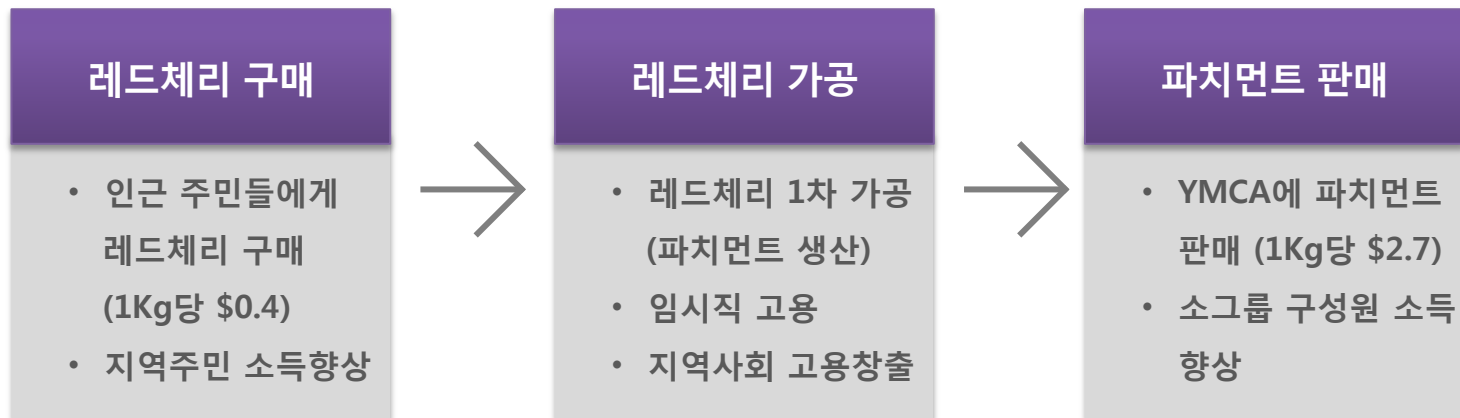 레드체리 구매
• 인근 주민들에게
레드체리 구매
(1Kg당 $0.4)
• 지역주민 소득향상
레드체리 가공
• 레드체리 1차 가공
(파치먼트 생산)
• 임시직 고용
• 지역사회 고용창출
파치먼트 판매
• YMCA에 파치먼트
판매 (1Kg당 $2.7)
• 소그룹 구성원 소득
향상